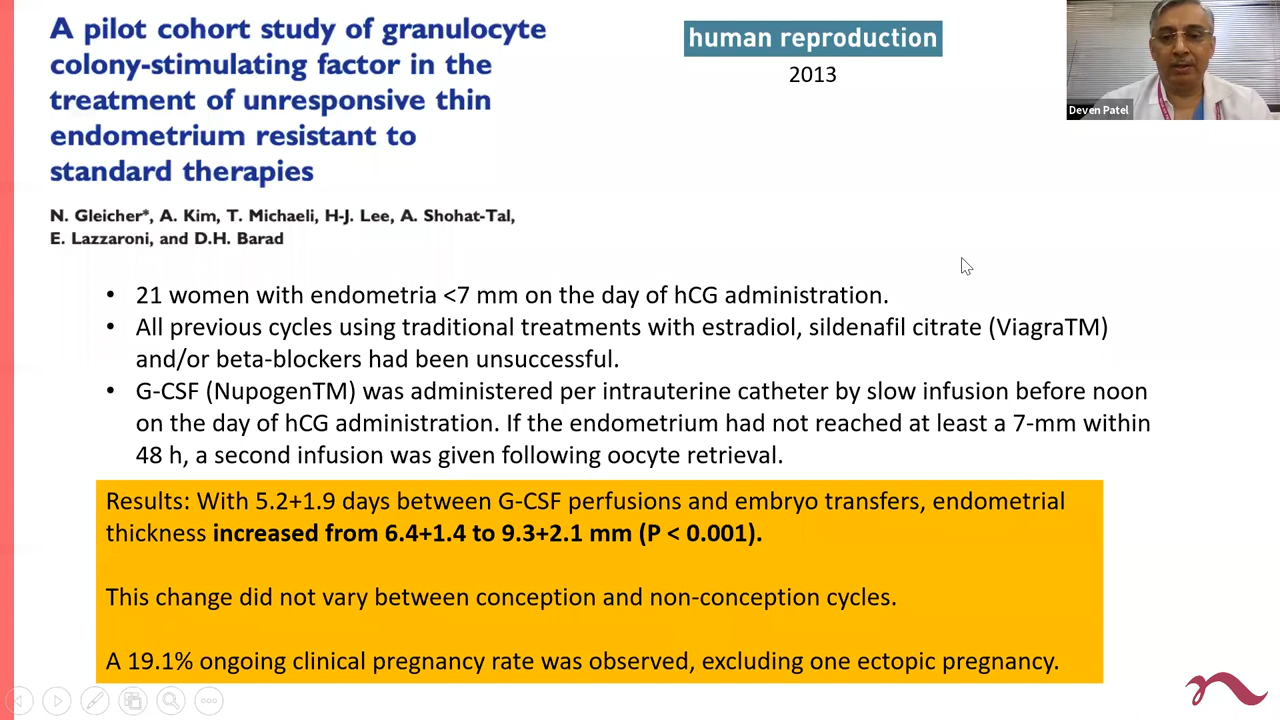 A pilot cohort study of granulocyte
colony-stimulating factor in the
treatment of unresponsive thin
endometrium resistant to
standard therapies
human reproduction
2013
Deven Patel
N. Gleicher*, A. Kim, T. Michaeli, H-J. Lee, A. Shohat-Tal,
E. Lazzaroni, and D.H. Barad
• 21 women with endometria <7 mm on the day of hCG administration.
• All previous cycles using traditional treatments with estradiol, sildenafil citrate (ViagraTM)
and/or beta-blockers had been unsuccessful.
• G-CSF (NupogenTM) was administered per intrauterine catheter by slow infusion before noon
on the day of hCG administration. If the endometrium had not reached at least a 7-mm within
48 h, a second infusion was given following oocyte retrieval.
Results: With 5.2+1.9 days between G-CSF perfusions and embryo transfers, endometrial
thickness increased from 6.4+1.4 to 9.3+2.1 mm (P < 0.001).
This change did not vary between conception and non-conception cycles.
A 19.1% ongoing clinical pregnancy rate was observed, excluding one ectopic pregnancy.